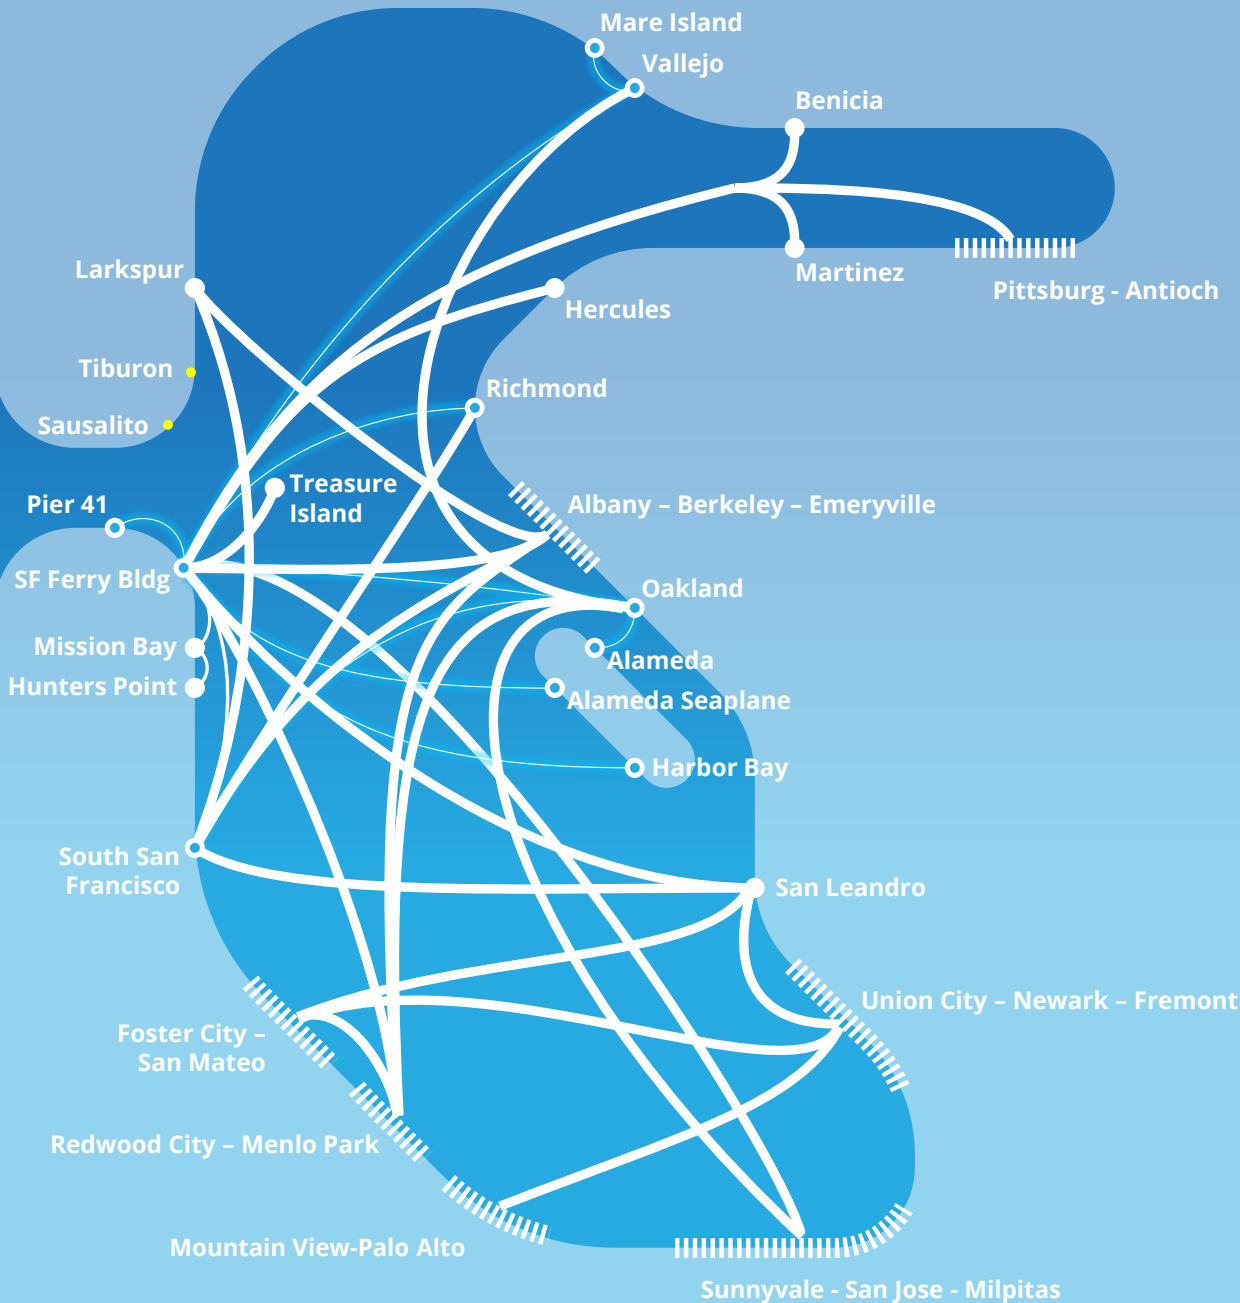 Mare Island
Vallejo
Benicia
Larkspur
Martinez
Pittsburg - Antioch
Hercules
Tiburon
Richmond
Sausalito
Treasure
Island
Pier 41
Albany – Berkeley – Emeryville
SF Ferry Bldg
Oakland
Mission Bay
Alameda
Hunters Point
Alameda Seaplane
Harbor Bay
South San
Francisco
San Leandro
Union City – Newark – Fremont
Foster City –
San Mateo
Redwood City – Menlo Park
Mountain View-Palo Alto
Sunnyvale - San Jose - Milpitas